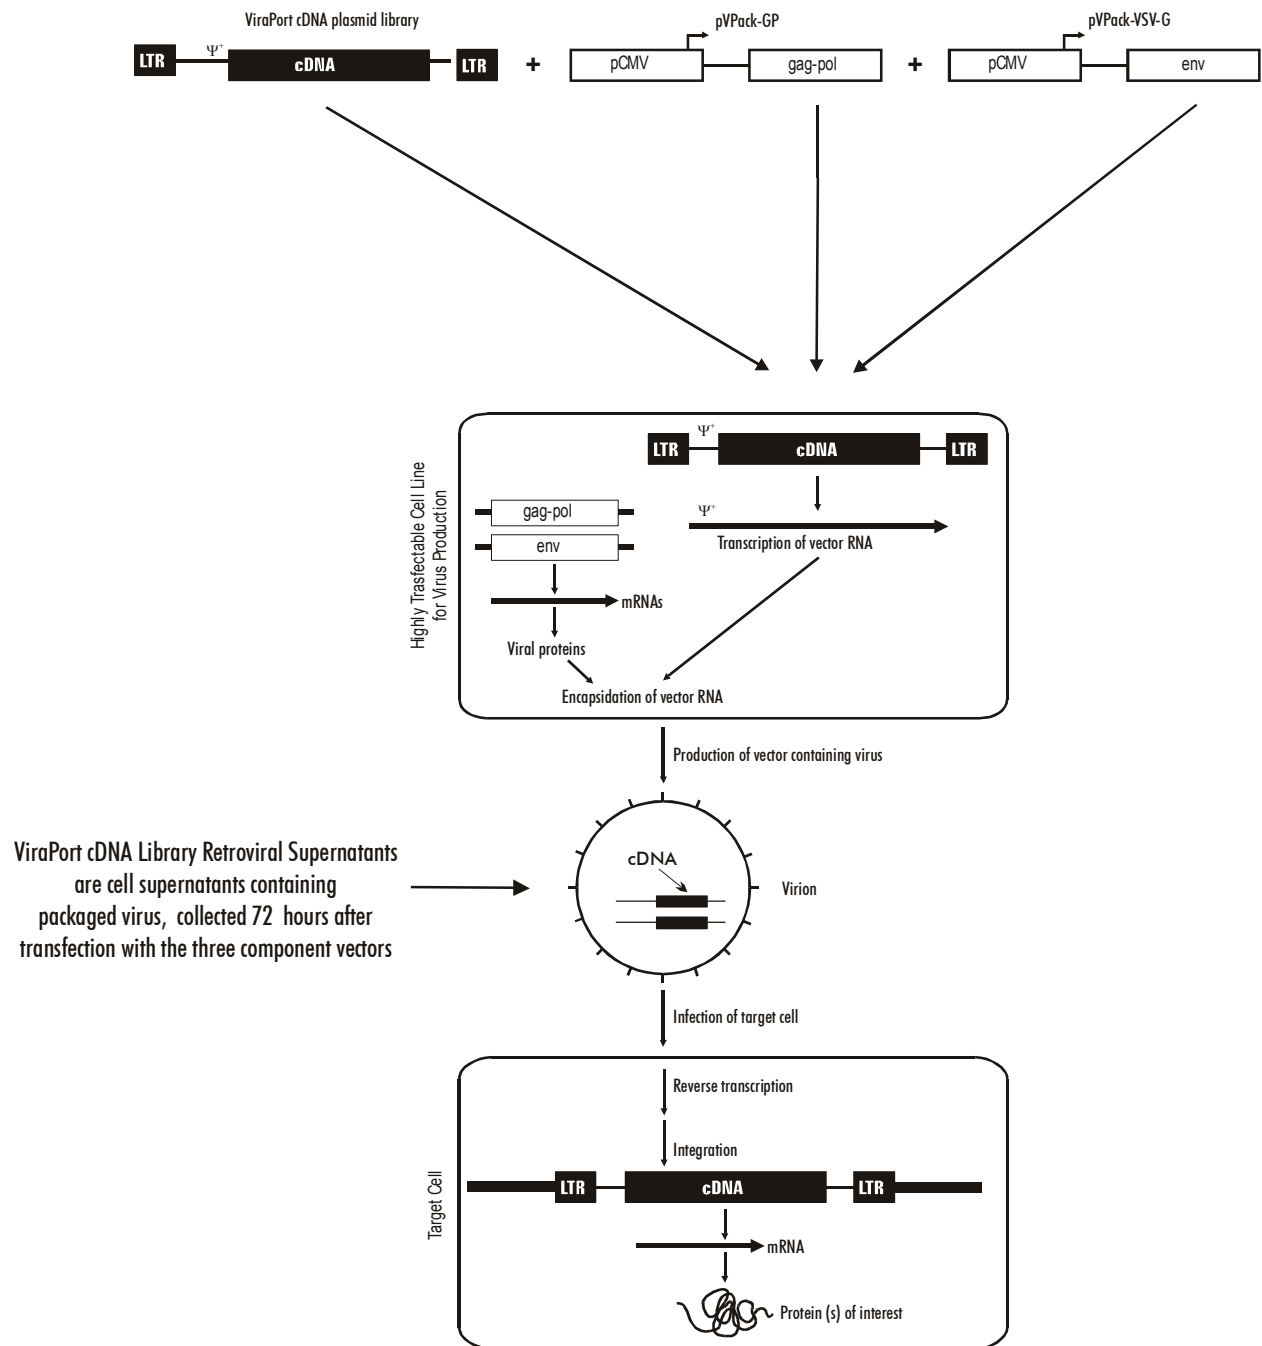 ViraPort cDNA plasmid library
pVPack-GP
pVPack-VSV-G
LTR
Ψ+
cDNA
LTR
+
pCMV
gag-pol
+
pCMV
env
Highly Trasfectable Cell Line
for Virus Production
LTR
Ψ+
cDNA
LTR
gag-pol
env
Ψ+
Transcription of vector RNA
mRNAs
Viral proteins
Encapsidation of vector RNA
Production of vector containing virus
ViraPort cDNA Library Retroviral Supernatants
are cell supernatants containing
packaged virus, collected 72 hours after
transfection with the three component vectors
cDNA
Virion
Infection of target cell
Target Cell
Reverse transcription
Integration
LTR
cDNA
LTR
mRNA
Protein (s) of interest